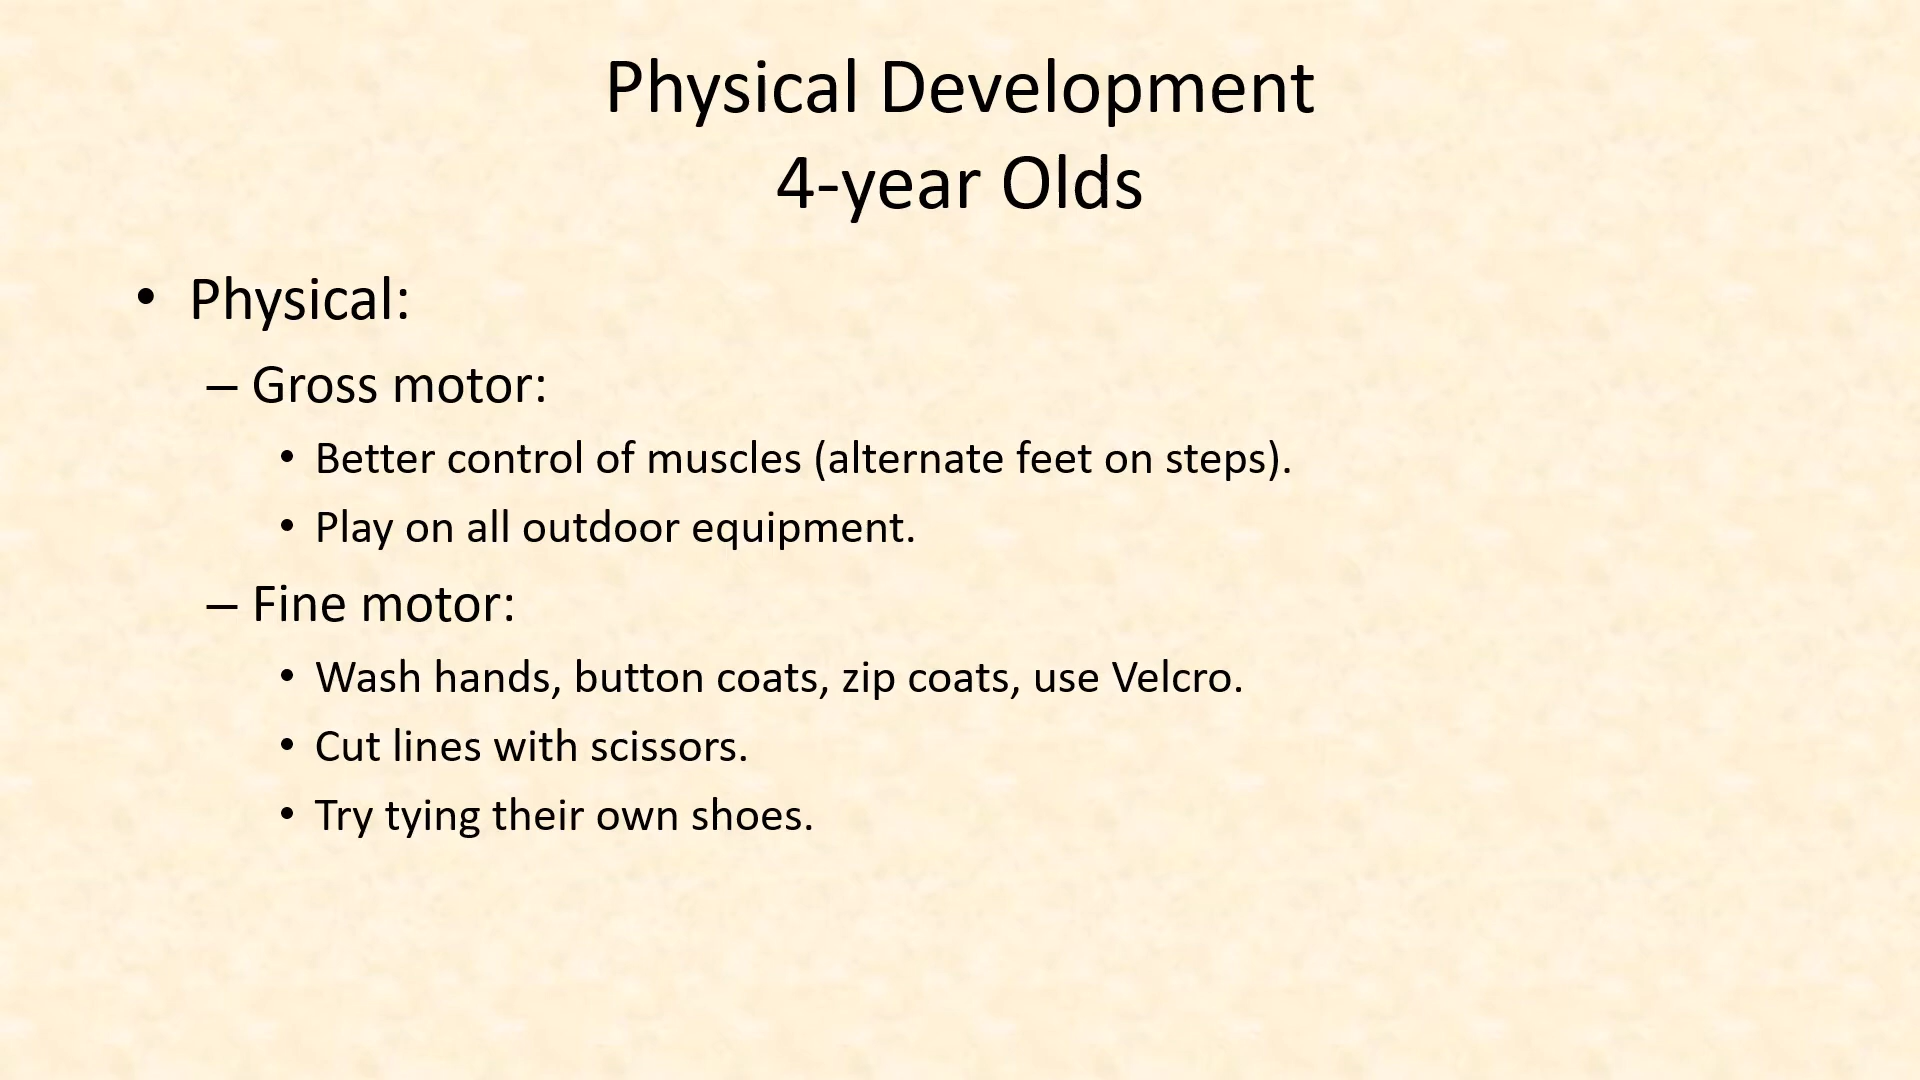 Physical Development
4-year Olds
• Physical:
– Gross motor:
• Better control of muscles (alternate feet on steps).
• Play on all outdoor equipment.
– Fine motor:
• Wash hands, button coats, zip coats, use Velcro.
• Cut lines with scissors.
• Try tying their own shoes.